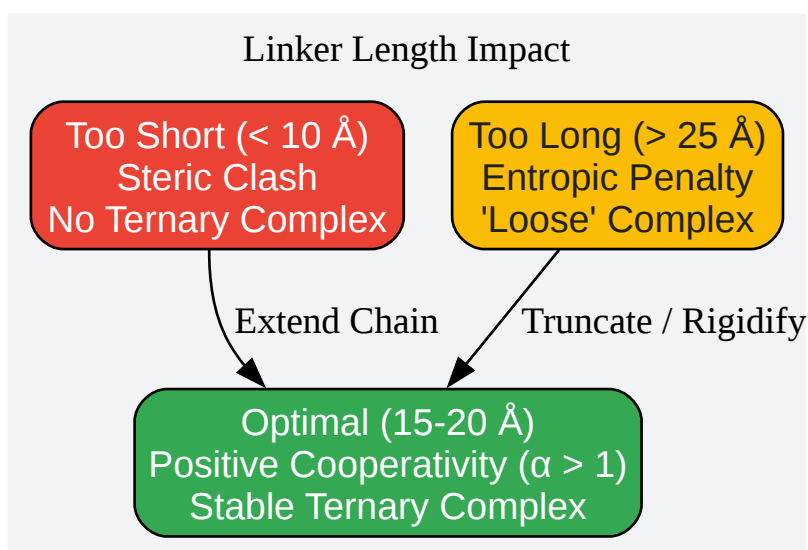 Linker Length Impact
Too Short (< 10 Å)
Steric Clash
No Ternary Complex
Too Long (> 25 Å)
Entropic Penalty
'Loose' Complex
Extend Chain
Truncate / Rigidify
Optimal (15-20 Å)
Positive Cooperativity (α > 1)
Stable Ternary Complex